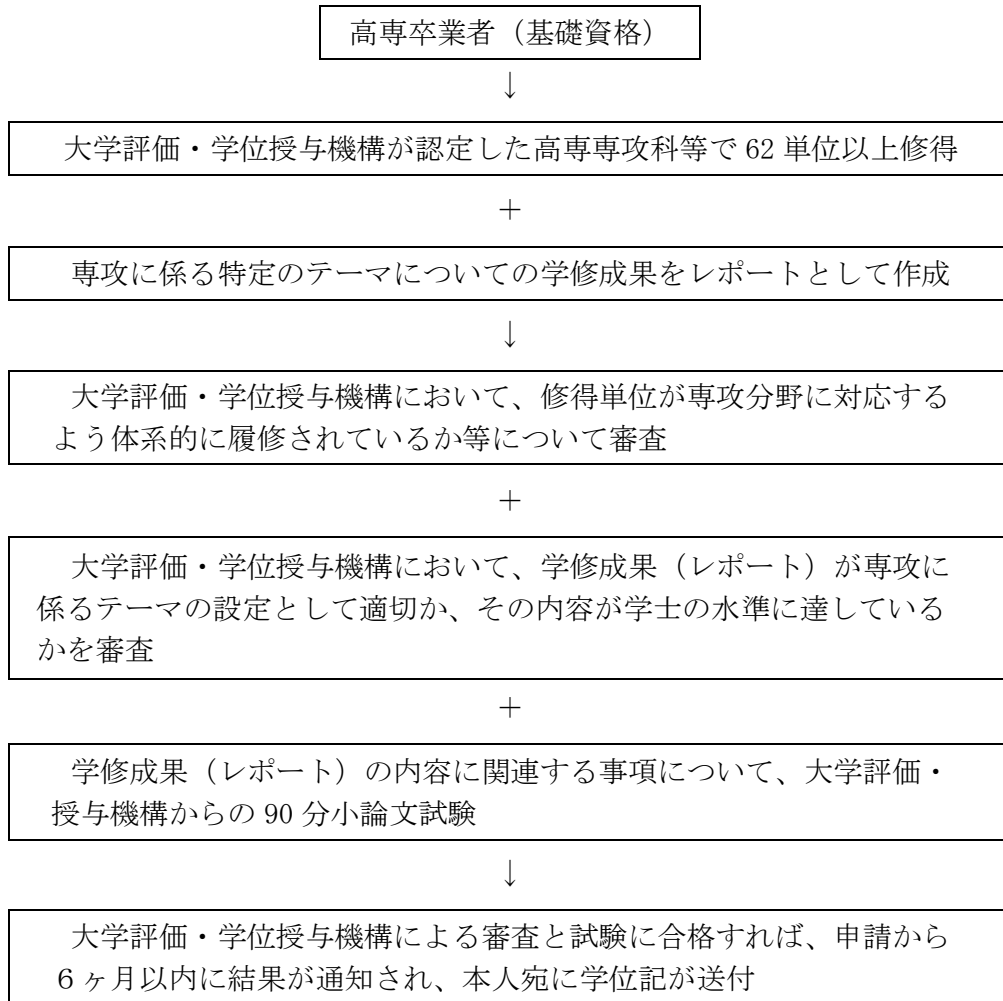 高専卒業者（基礎資格）
↓
大学評価・学位授与機構が認定した高専専攻科等で 62 単位以上修得
＋
専攻に係る特定のテーマについての学修成果をレポートとして作成
↓
大学評価・学位授与機構において、修得単位が専攻分野に対応する
よう体系的に履修されているか等について審査
＋
大学評価・学位授与機構において、学修成果（レポート）が専攻に
係るテーマの設定として適切か、その内容が学士の水準に達している
かを審査
＋
学修成果（レポート）の内容に関連する事項について、大学評価・
授与機構からの 90 分小論文試験
↓
大学評価・学位授与機構による審査と試験に合格すれば、申請から
６ヶ月以内に結果が通知され、本人宛に学位記が送付